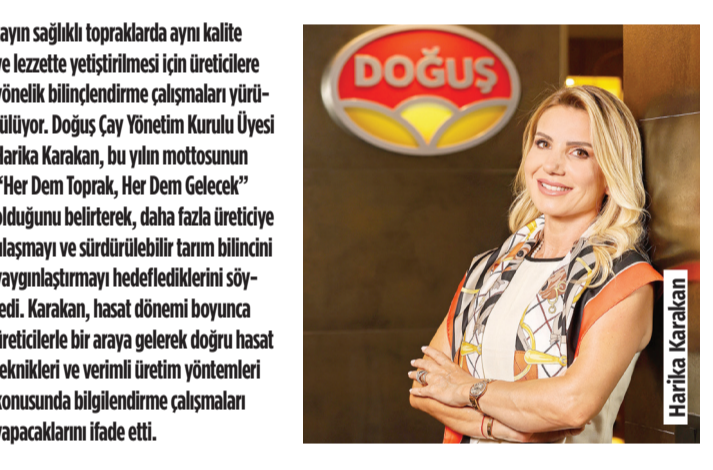 ayın sağlıklı topraklarda aynı kalite
ve lezzette yetiştirilmesi için üreticilere
yönelik bilinçlendirme çalışmaları yürü-
tülüyor. Doğuş Çay Yönetim Kurulu Üyesi
Harika Karakan, bu yılın mottosunun
“Her Dem Toprak, Her Dem Gelecek”
olduğunu belirterek, daha fazla üreticiye
ulaşmayı ve sürdürülebilir tarım bilincini
yaygınlaştırmayı hedeflediklerini söy-
ledi. Karakan, hasat dönemi boyunca
üreticilerle bir araya gelerek doğru hasat
teknikleri ve verimli üretim yöntemleri
konusunda bilgilendirme çalışmaları
yapacaklarını ifade etti.
DOĞUŞ
Harika Karakan